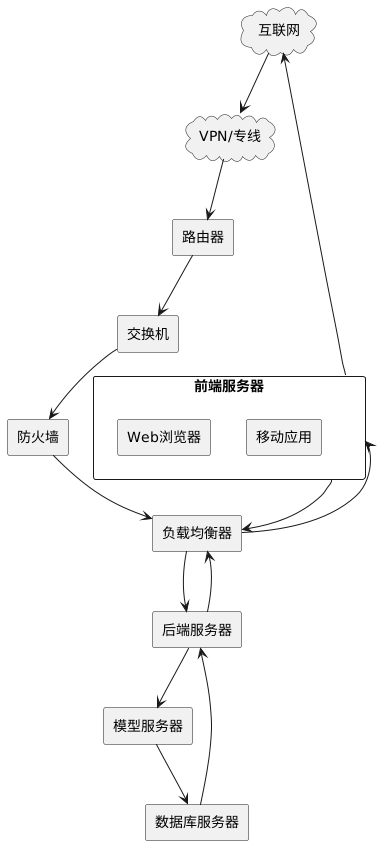 互联网
VPN/专线
路由器
交换机
前端服务器
防火墙
Web浏览器
移动应用
负载均衡器
后端服务器
模型服务器
数据库服务器